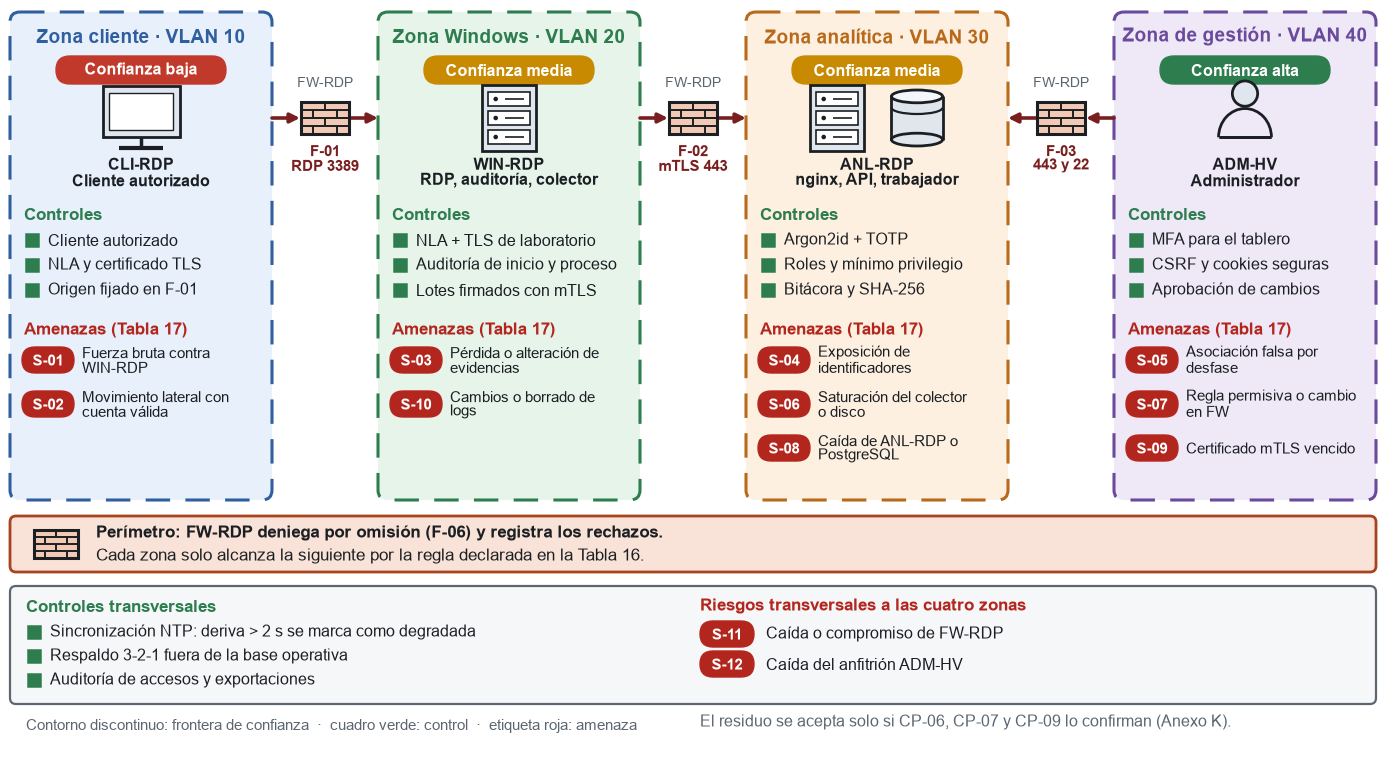 Zona cliente · VLAN 10
Confianza baja
CLI-RDP
Cliente autorizado
Controles
Cliente autorizado
NLA y certificado TLS
Origen fijado en F-01
Amenazas (Tabla 17)
S-01
Fuerza bruta contra
WIN-RDP
S-02
Movimiento lateral con
cuenta válida
FW-RDP
F-01
RDP 3389
Zona Windows · VLAN 20
Confianza media
WIN-RDP
RDP, auditoría, colector
Controles
NLA + TLS de laboratorio
Auditoría de inicio y proceso
Lotes firmados con mTLS
Amenazas (Tabla 17)
S-03
Pérdida o alteración de
evidencias
S-10
Cambios o borrado de
logs
FW-RDP
F-02
mTLS 443
Zona analítica · VLAN 30
Confianza media
ANL-RDP
nginx, API, trabajador
Controles
Argon2id + TOTP
Roles y mínimo privilegio
Bitácora y SHA-256
Amenazas (Tabla 17)
S-04
Exposición de
identificadores
S-06
Saturación del colector
o disco
S-08
Caída de ANL-RDP o
PostgreSQL
FW-RDP
F-03
443 y 22
Zona de gestión · VLAN 40
Confianza alta
ADM-HV
Administrador
Controles
MFA para el tablero
CSRF y cookies seguras
Aprobación de cambios
Amenazas (Tabla 17)
S-05
Asociación falsa por
desfase
S-07
Regla permisiva o cambio
en FW
S-09
Certificado mTLS vencido
Perímetro: FW-RDP deniega por omisión (F-06) y registra los rechazos.
Cada zona solo alcanza la siguiente por la regla declarada en la Tabla 16.
Controles transversales
Sincronización NTP: deriva > 2 s se marca como degradada
Respaldo 3-2-1 fuera de la base operativa
Auditoría de accesos y exportaciones
Riesgos transversales a las cuatro zonas
S-11
Caída o compromiso de FW-RDP
S-12
Caída del anfitrión ADM-HV
Contorno discontinuo: frontera de confianza · cuadro verde: control · etiqueta roja: amenaza
El residuo se acepta solo si CP-06, CP-07 y CP-09 lo confirman (Anexo K).